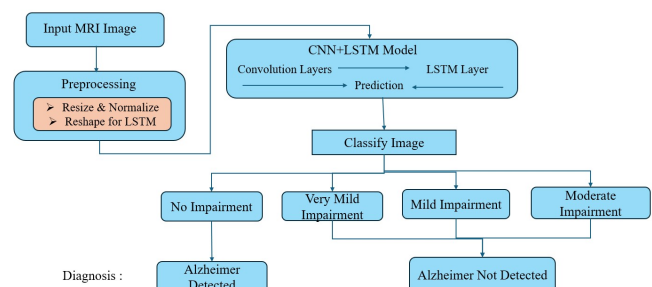 Input MRI Image
Preprocessing
➢ Resize & Normalize
➢ Reshape for LSTM
CNN+LSTM Model
Convolution Layers
LSTM Layer
Prediction
Classify Image
No Impairment
Very Mild
Impairment
Mild Impairment
Moderate
Impairment
Diagnosis :
Alzheimer
Detected
Alzheimer Not Detected